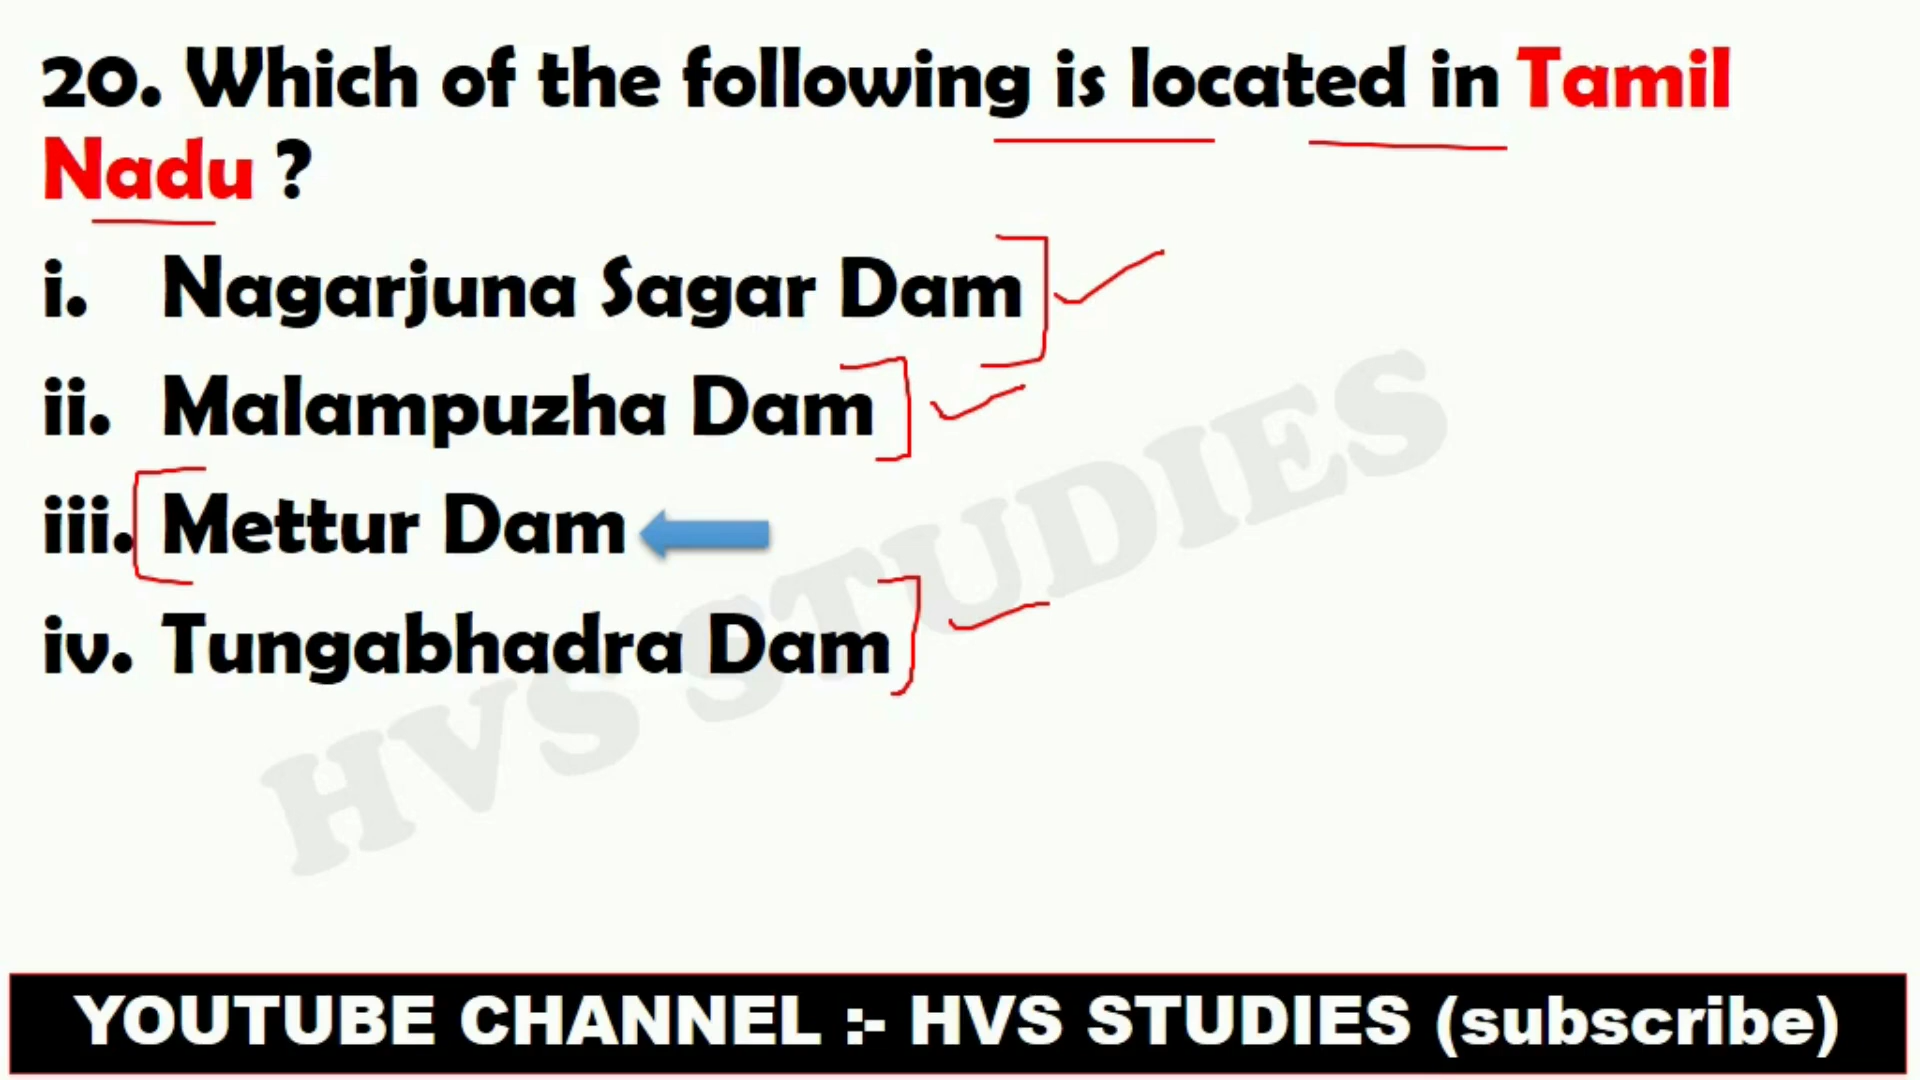 20. Which of the following is located in Tamil
Nadu ?
i. Nagarjuna Sagar Dam
ii. Malampuzha Dam
iii. Mettur Dam
iv. Tungabhadra Dam
HVS STUDIES
YOUTUBE CHANNEL :- HVS STUDIES (subscribe)